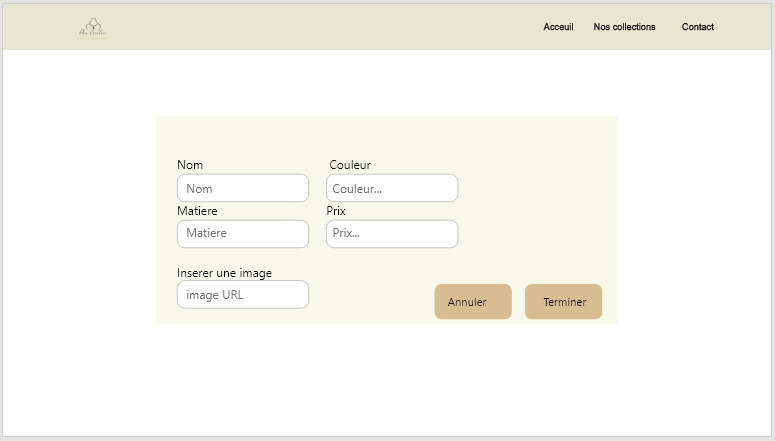 Acceuil Nos collections Contact
Nom Couleur
Nom Couleur...
Matiere Prix
Matiere Prix...
Inserer une image
image URL
Annuler Terminer